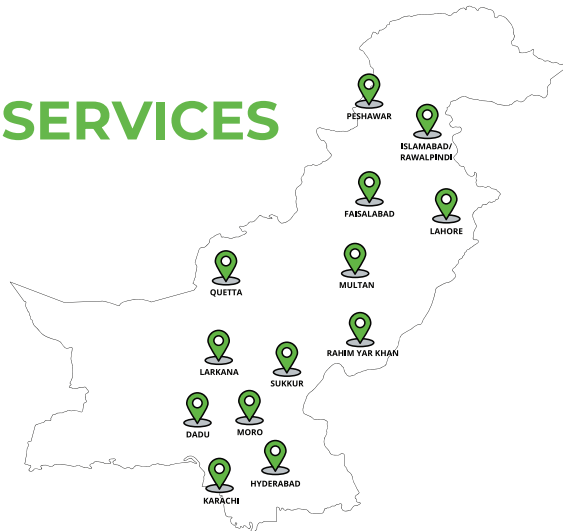 SERVICES
PESHAWAR
ISLAMABAD/
RAWALPINDI
FAISALABAD
LAHORE
MULTAN
QUETTA
RAHIM YAR KHAN
LARKANA
SUKKUR
DADU
MORO
HYDERABAD
KARACHI